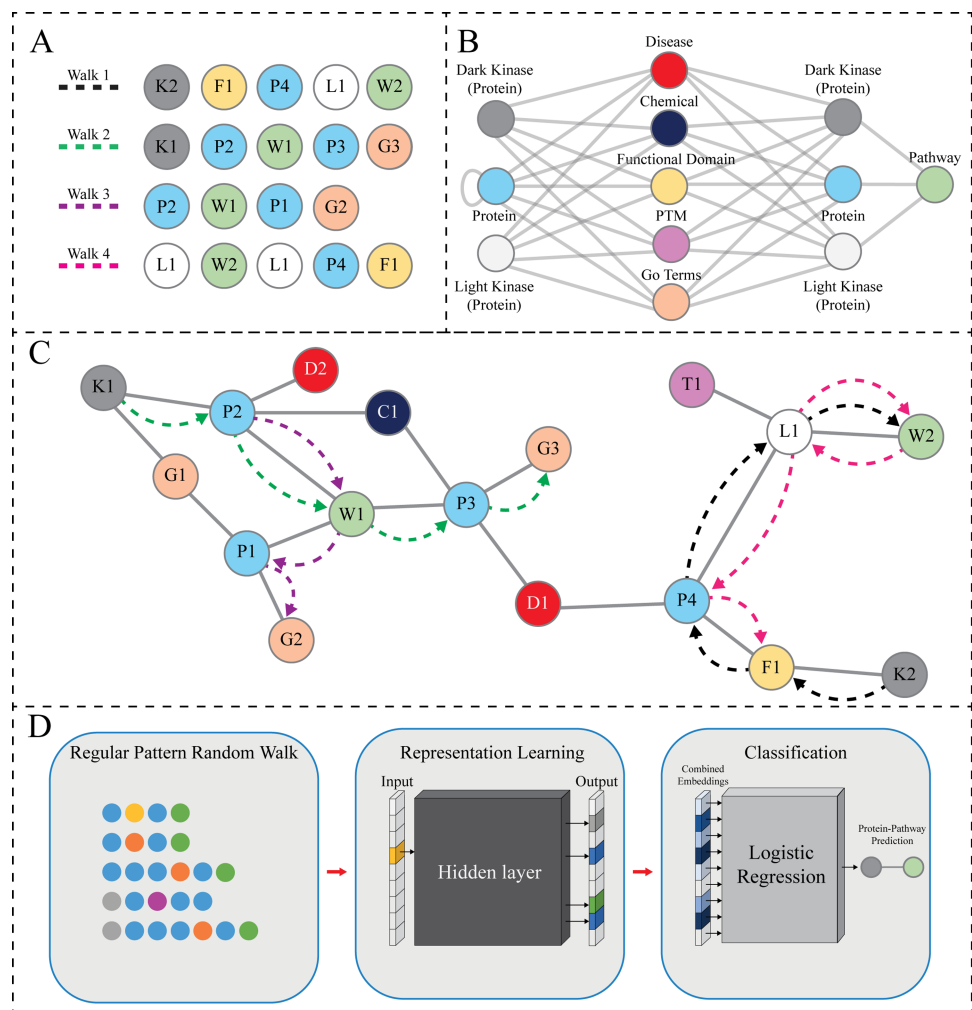 A
Walk 1
K2 F1 P4 L1 W2
Walk 2
K1 P2 W1 P3 G3
Walk 3
P2 W1 P1 G2
Walk 4
L1 W2 L1 P4 F1
B
Disease
Dark Kinase
(Protein)
Dark Kinase
(Protein)
Chemical
Functional Domain
Pathway
Protein
PTM
Protein
Go Terms
Light Kinase
(Protein)
Light Kinase
(Protein)
C
K1
D2
T1
P2
C1
L1
W2
G3
G1
P3
W1
P1
P4
D1
G2
F1
K2
D
Regular Pattern Random Walk
Representation Learning
Input
Output
Hidden layer
Classification
Combined
Embeddings
Logistic
Regression
Protein-Pathway
Prediction